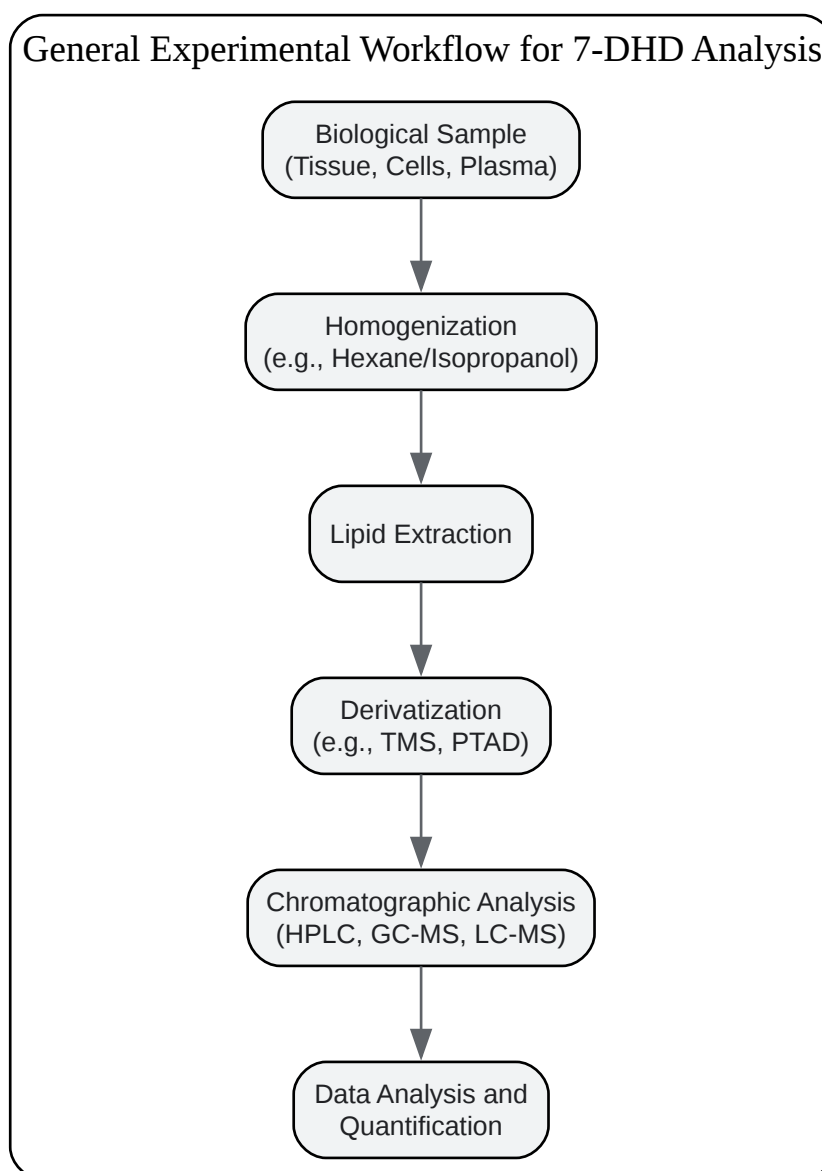 General Experimental Workflow for 7-DHD Analysis
Biological Sample
(Tissue, Cells, Plasma)
Homogenization
(e.g., Hexane/Isopropanol)
Lipid Extraction
Derivatization
(e.g., TMS, PTAD)
Chromatographic Analysis
(HPLC, GC-MS, LC-MS)
Data Analysis and
Quantification